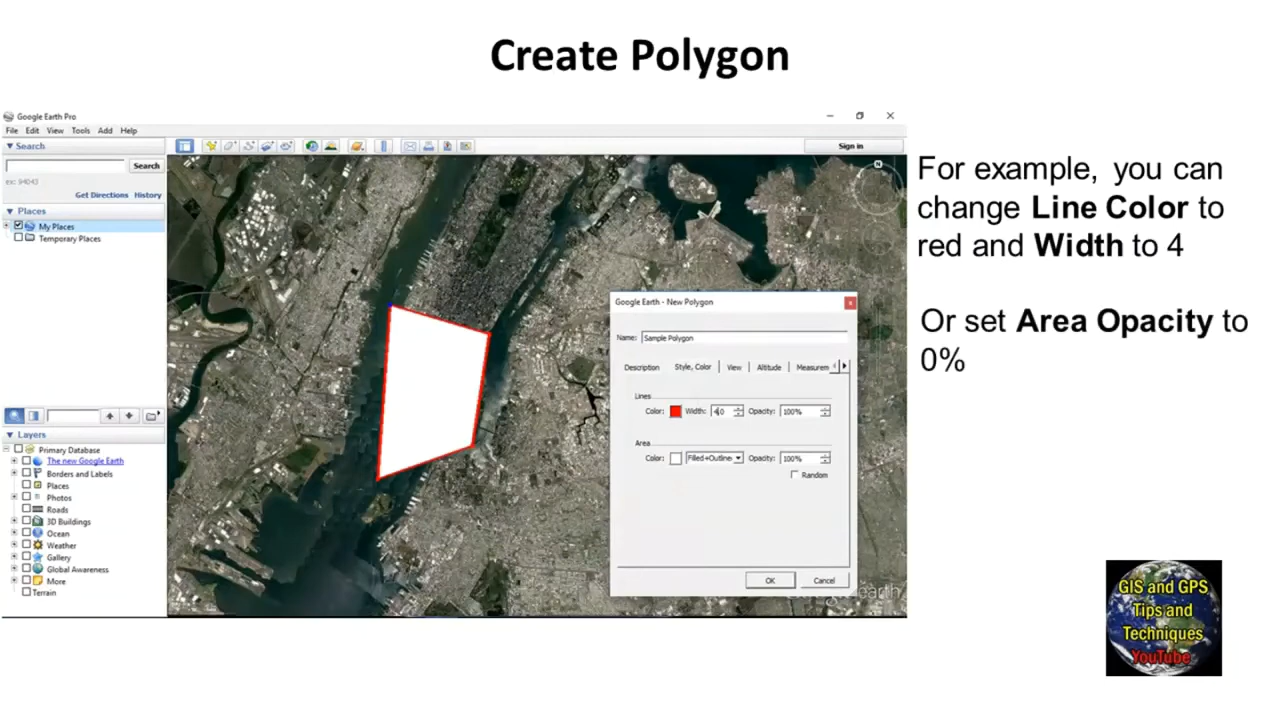 Create Polygon
Google Earth Pro
File Edit View Tools Add Help
Search
Sign in
Search
ex: 94043
Get Directions History
Places
My Places
Temporary Places
Layers
Primary Database
The new Google Earth
Borders and Labels
Places
Photos
Roads
3D Buildings
Ocean
Weather
Gallery
Global Awareness
More
Terrain
N
Google Earth - New Polygon
Name: Sample Polygon
Description Style, Color View Altitude Measurem
Lines
Color: Width: 4.0 Opacity: 100%
Area
Color: Filled+Outline Opacity: 100%
Random
OK Cancel
earth
For example, you can
change Line Color to
red and Width to 4
Or set Area Opacity to
0%
GIS and GPS
Tips and
Techniques
YouTube